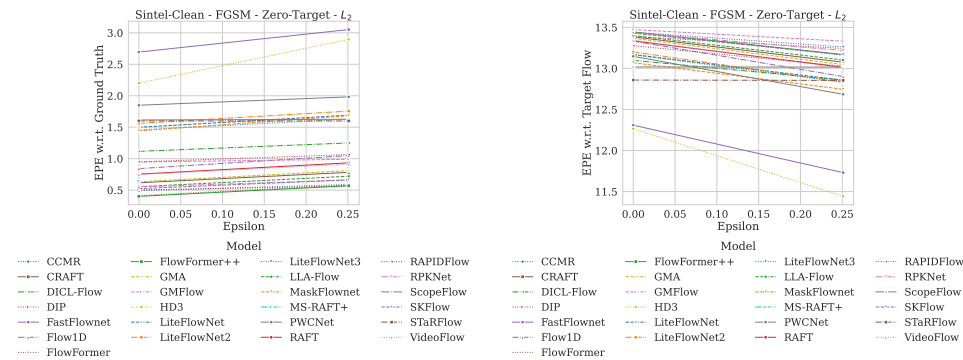 Sintel-Clean - FGSM - Zero-Target - L2
EPE w.r.t. Ground Truth
3.0
2.5
2.0
1.5
1.0
0.5
0.00 0.05 0.10 0.15 0.20 0.25
Epsilon
Model
CCMR FlowFormer++ LiteFlowNet3 RAPIDFlow
CRAFT GMA LLA-Flow RPKNet
DICL-Flow GMFlow MaskFlownet ScopeFlow
DIP HD3 MS-RAFT+ SKFlow
FastFlownet LiteFlowNet PWCNet STaRFlow
Flow1D LiteFlowNet2 RAFT VideoFlow
FlowFormer
Sintel-Clean - FGSM - Zero-Target - L2
EPE w.r.t. Target Flow
13.5
13.0
12.5
12.0
11.5
0.00 0.05 0.10 0.15 0.20 0.25
Epsilon
Model
CCMR FlowFormer++ LiteFlowNet3 RAPIDFlow
CRAFT GMA LLA-Flow RPKNet
DICL-Flow GMFlow MaskFlownet ScopeFlow
DIP HD3 MS-RAFT+ SKFlow
FastFlownet LiteFlowNet PWCNet STaRFlow
Flow1D LiteFlowNet2 RAFT VideoFlow
FlowFormer